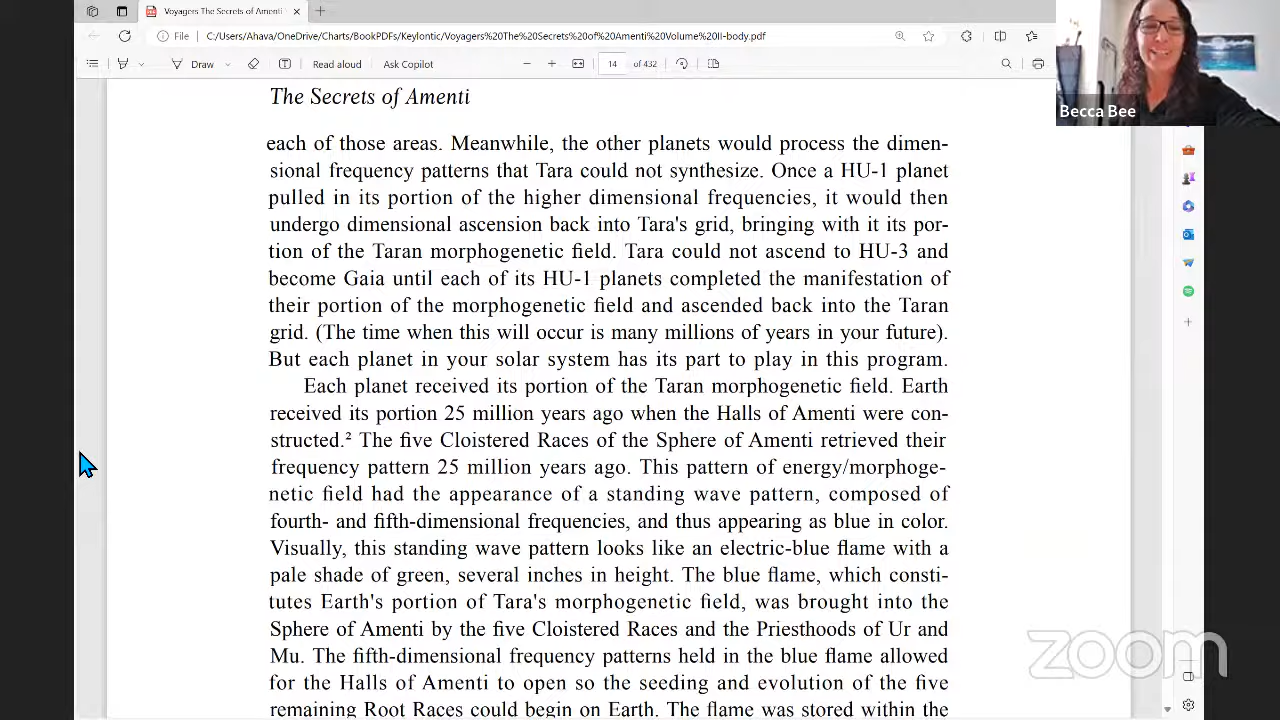 Voyagers The Secrets of Amenti
File
C:/Users/Ahava/OneDrive/Charts/BookPDFs/Keylontic/Voyagers%20The%20Secrets%20of%20Amenti%20Volume%20II-body.pdf
Draw
Read aloud
Ask Copilot
14 of 432
Becca Bee
The Secrets of Amenti
each of those areas. Meanwhile, the other planets would process the dimen-
sional frequency patterns that Tara could not synthesize. Once a HU-1 planet
pulled in its portion of the higher dimensional frequencies, it would then
undergo dimensional ascension back into Tara's grid, bringing with it its por-
tion of the Taran morphogenetic field. Tara could not ascend to HU-3 and
become Gaia until each of its HU-1 planets completed the manifestation of
their portion of the morphogenetic field and ascended back into the Taran
grid. (The time when this will occur is many millions of years in your future).
But each planet in your solar system has its part to play in this program.
Each planet received its portion of the Taran morphogenetic field. Earth
received its portion 25 million years ago when the Halls of Amenti were con-
structed.² The five Cloistered Races of the Sphere of Amenti retrieved their
frequency pattern 25 million years ago. This pattern of energy/morphoge-
netic field had the appearance of a standing wave pattern, composed of
fourth- and fifth-dimensional frequencies, and thus appearing as blue in color.
Visually, this standing wave pattern looks like an electric-blue flame with a
pale shade of green, several inches in height. The blue flame, which consti-
tutes Earth's portion of Tara's morphogenetic field, was brought into the
Sphere of Amenti by the five Cloistered Races and the Priesthoods of Ur and
Mu. The fifth-dimensional frequency patterns held in the blue flame allowed
for the Halls of Amenti to open so the seeding and evolution of the five
remaining Root Races could begin on Earth. The flame was stored within the
zoom